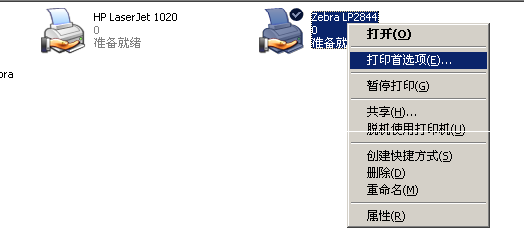 HP LaserJet 1020
0
准备就绪
Zebra LP2844
0
准备就
bra
打开(O)
打印首选项(E)...
暂停打印(G)
共享(H)...
脱机使用打印机(U)
创建快捷方式(S)
删除(D)
重命名(M)
属性(R)